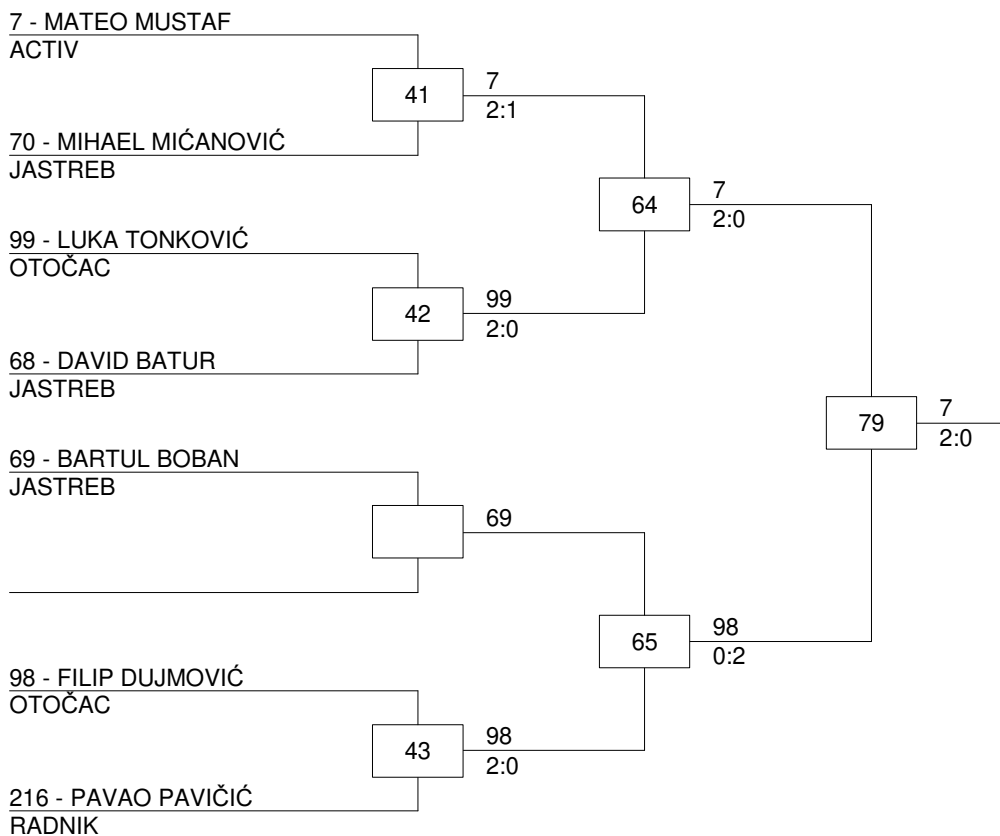 7 - MATEO MUSTAF
ACTIV
41
7
2:1
70 - MIHAEL MIĆANOVIĆ
JASTREB
64
7
2:0
99 - LUKA TONKOVIĆ
OTOČAC
42
99
2:0
68 - DAVID BATUR
JASTREB
79
7
2:0
69 - BARTUL BOBAN
JASTREB
69
65
98
0:2
98 - FILIP DUJMOVIĆ
OTOČAC
43
98
2:0
216 - PAVAO PAVIČIĆ
RADNIK